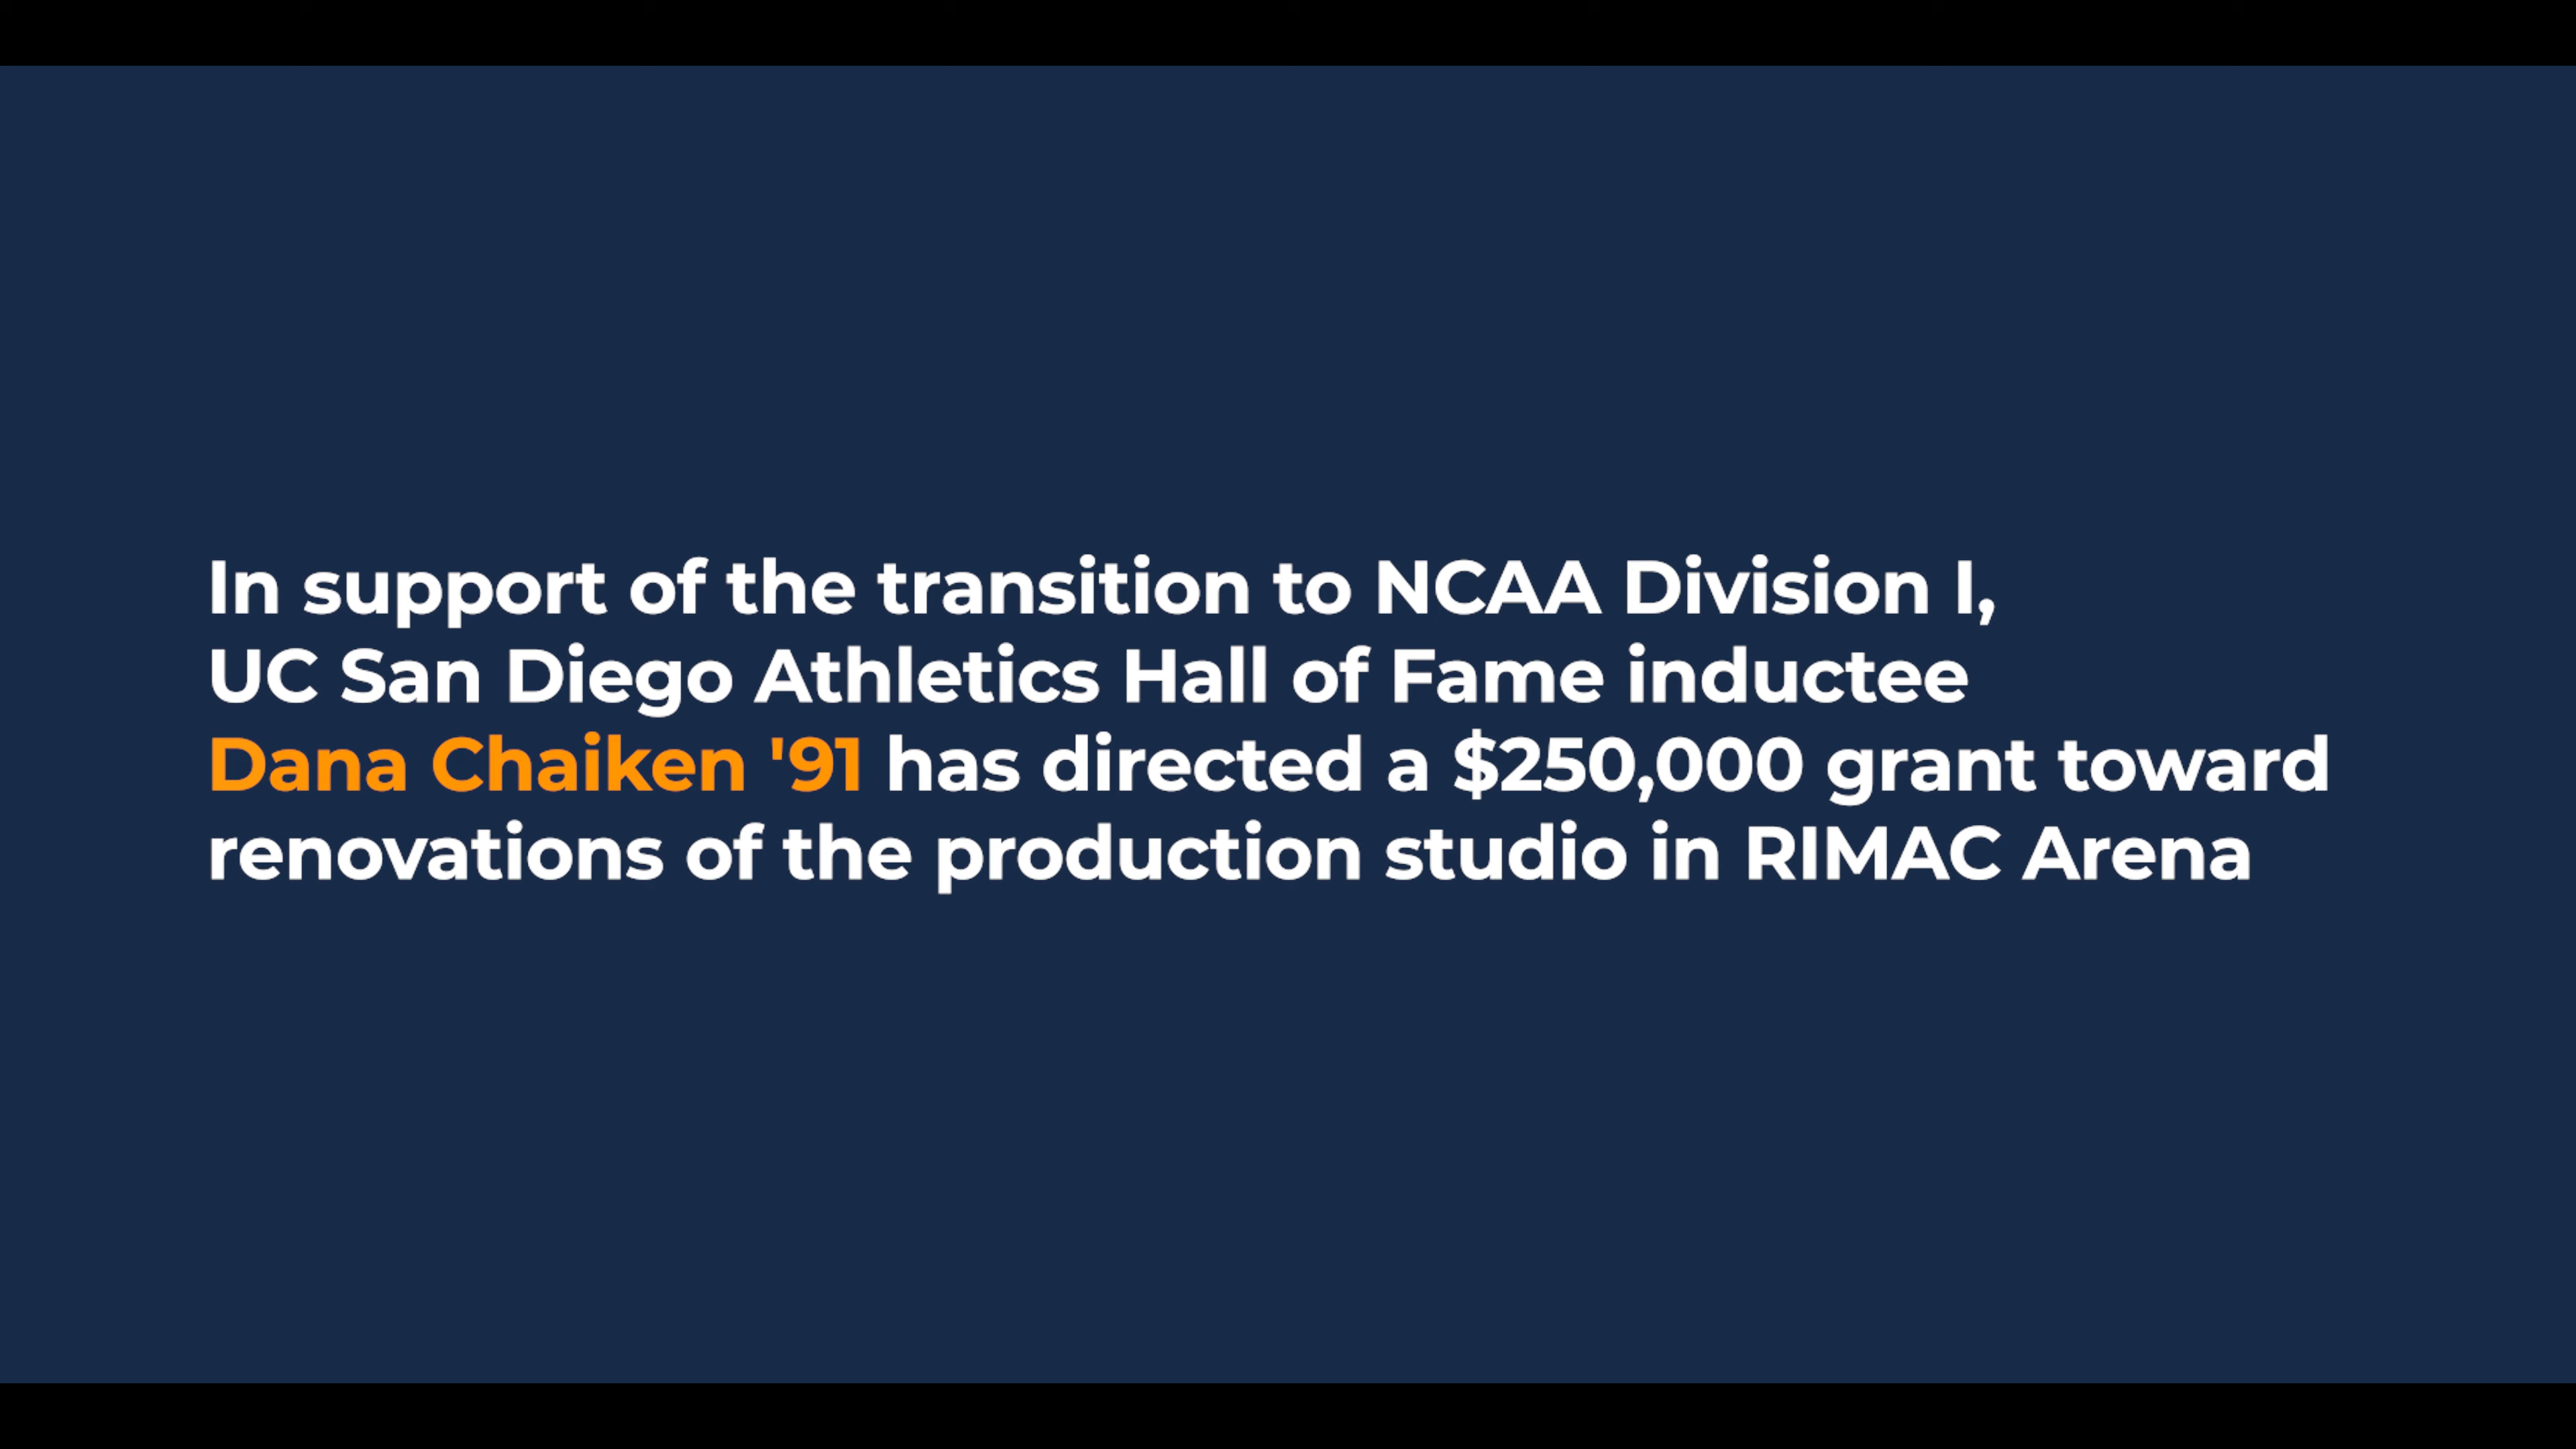 In support of the transition to NCAA Division I,
UC San Diego Athletics Hall of Fame inductee
Dana Chaiken '91 has directed a $250,000 grant toward
renovations of the production studio in RIMAC Arena